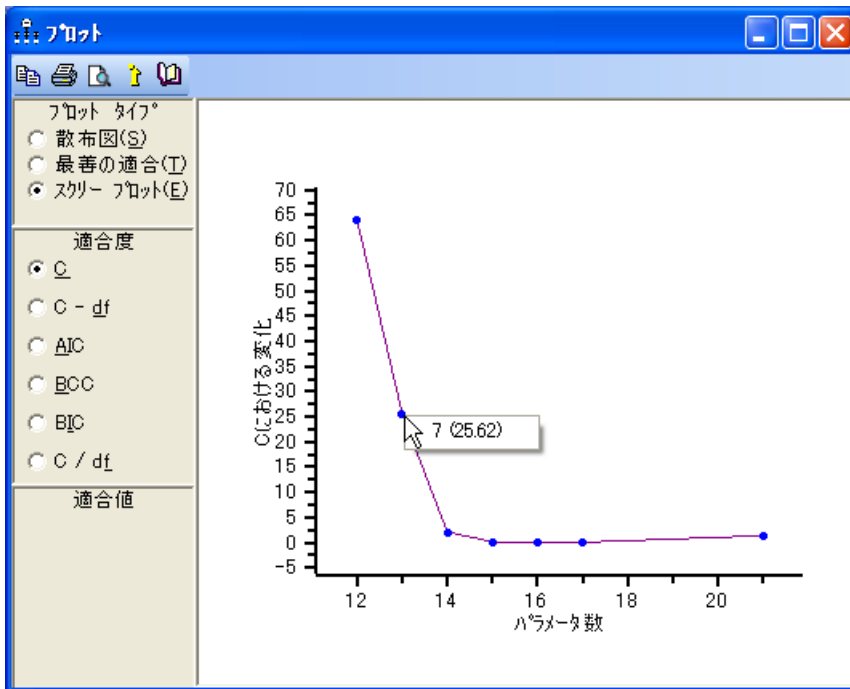 プロット
プロット タイプ
散布図(S)
最善の適合(T)
スクリー プロット(E)
適合度
C
C - df
AIC
BCC
BIC
C / df
適合値
Cにおける変化
70
65
60
55
50
45
40
35
30
25
20
15
10
5
0
-5
7 (25.62)
12 14 16 18 20
パラメータ数